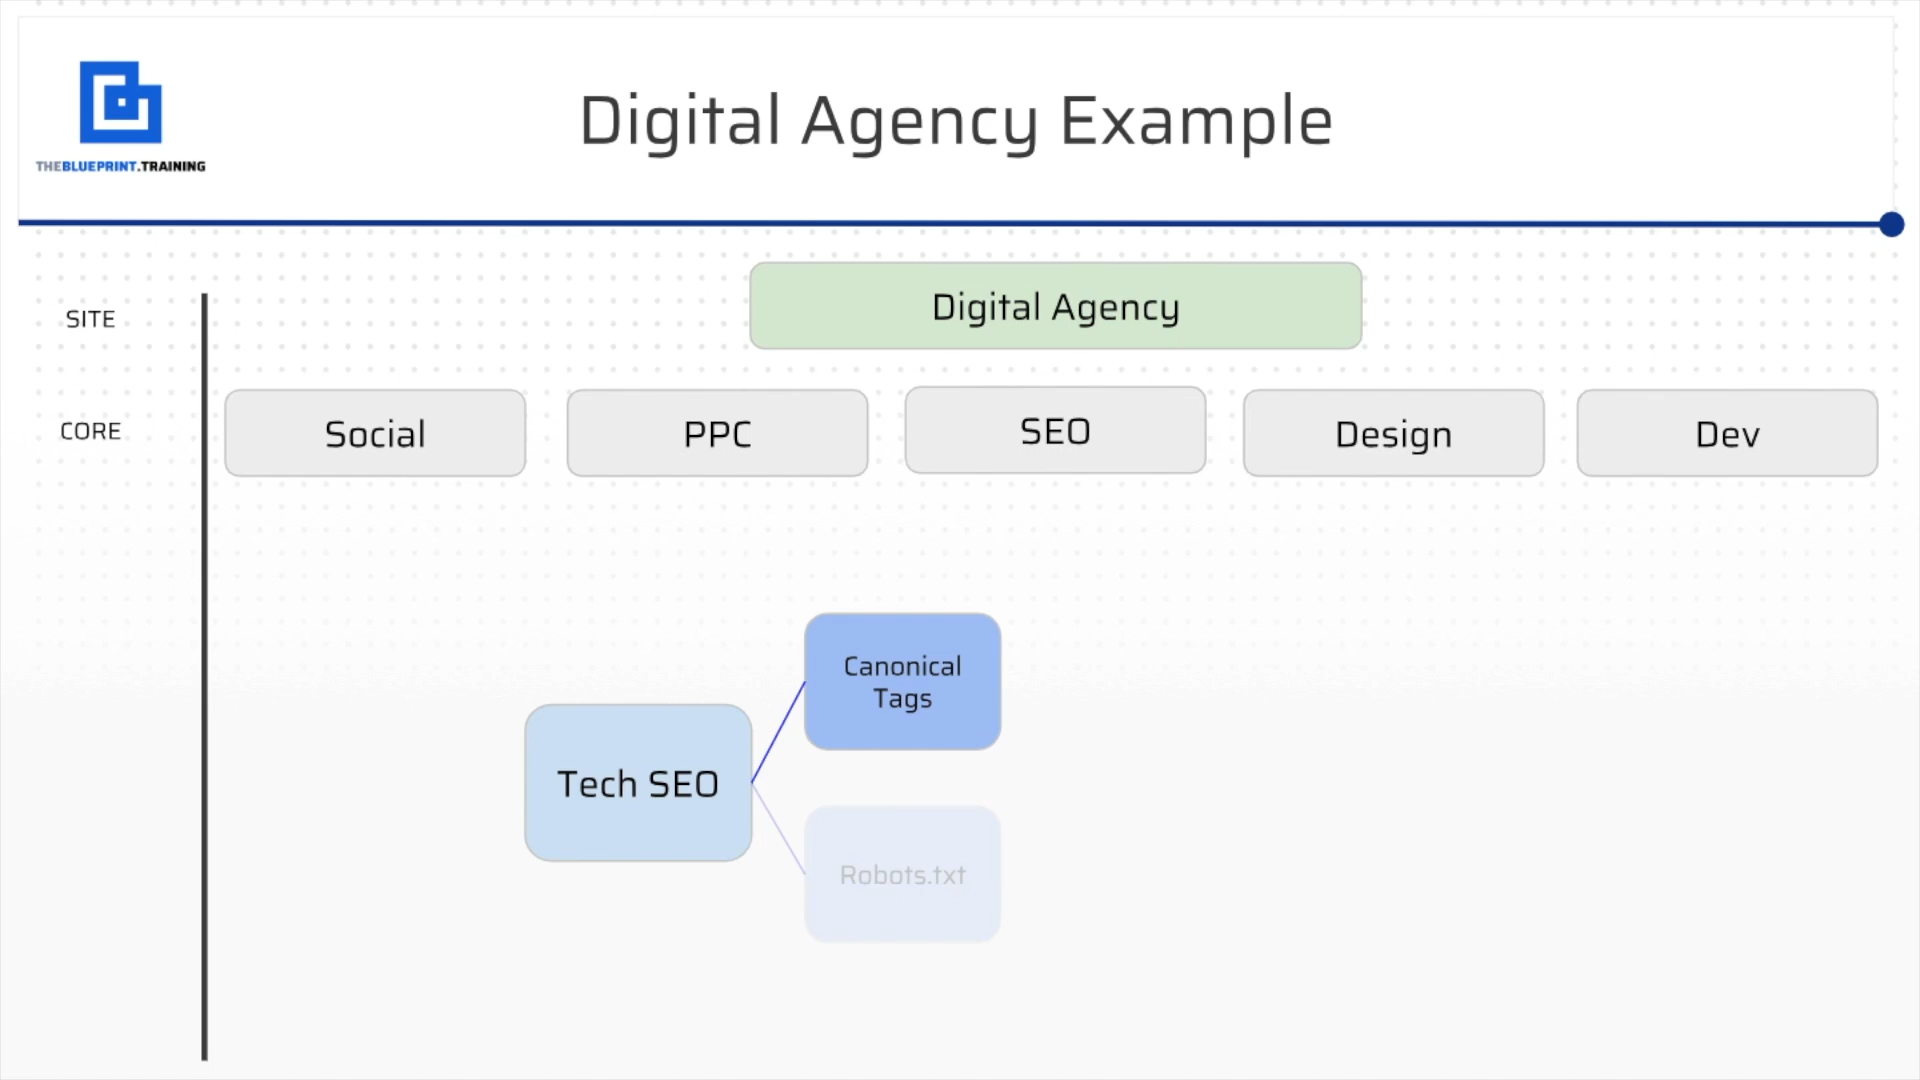 Digital Agency Example
THEBLUEPRINT.TRAINING
SITE
Digital Agency
CORE
Social
PPC
SEO
Design
Dev
Canonical
Tags
Tech SEO
Robots.txt